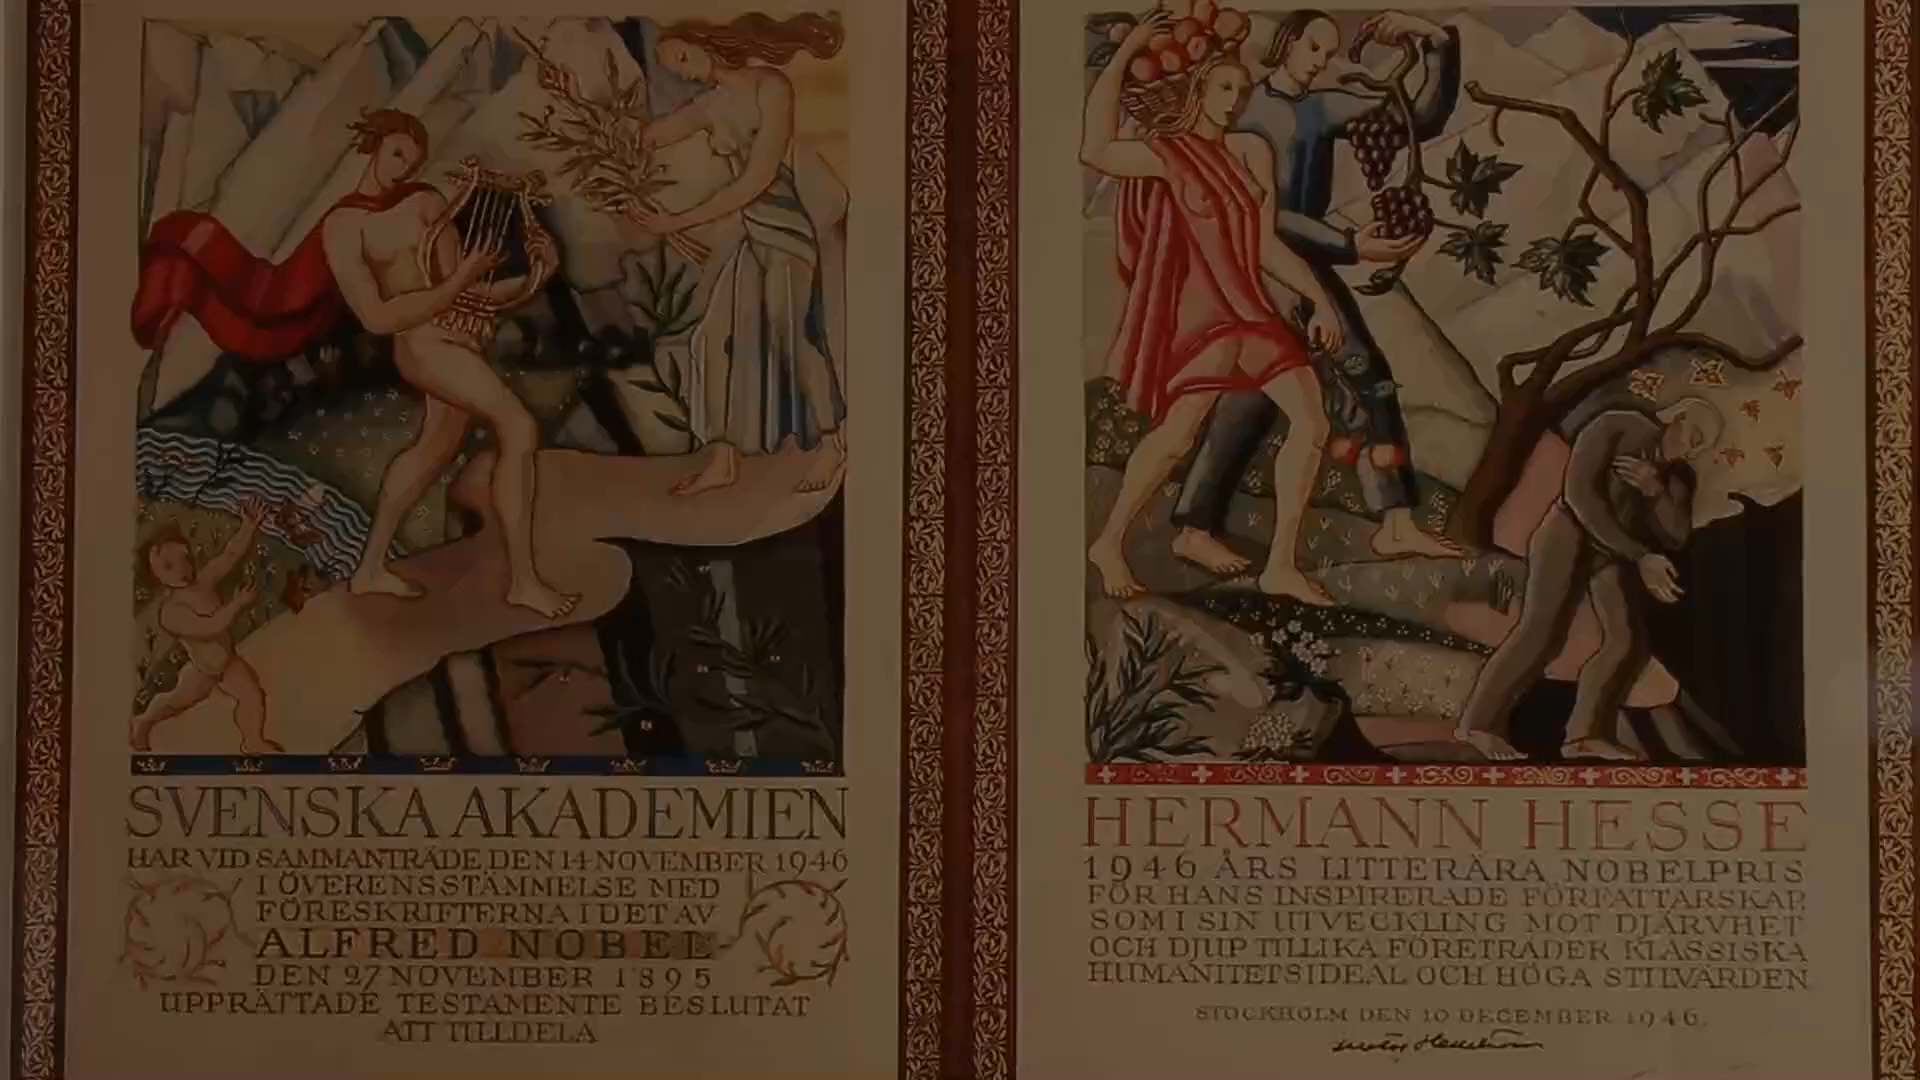 SVENSKA AKADEMIEN
HAR VID SAMMANTRÄDE DEN 14 NOVEMBER 1946
I ÖVERENSSTÄMMELSE MED
FÖRESKRIFTERNA I DET AV
ALFRED NOBEL
DEN 27 NOVEMBER 1895
UPPRÄTTADE TESTAMENTE BESLUTAT
ATT TILLDELA
HERMANN HESSE
1946 ÅRS LITTERÄRA NOBELPRIS
FÖR HANS INSPIRERADE FÖRFATTARSKAP,
SOM I SIN UTVECKLING MOT DJÄRVHET
OCH DJUP TILLIKA FÖRETRÄDER KLASSISKA
HUMANITETSIDEAL OCH HÖGA STILVÄRDEN
STOCKHOLM DEN 10 DECEMBER 1946.